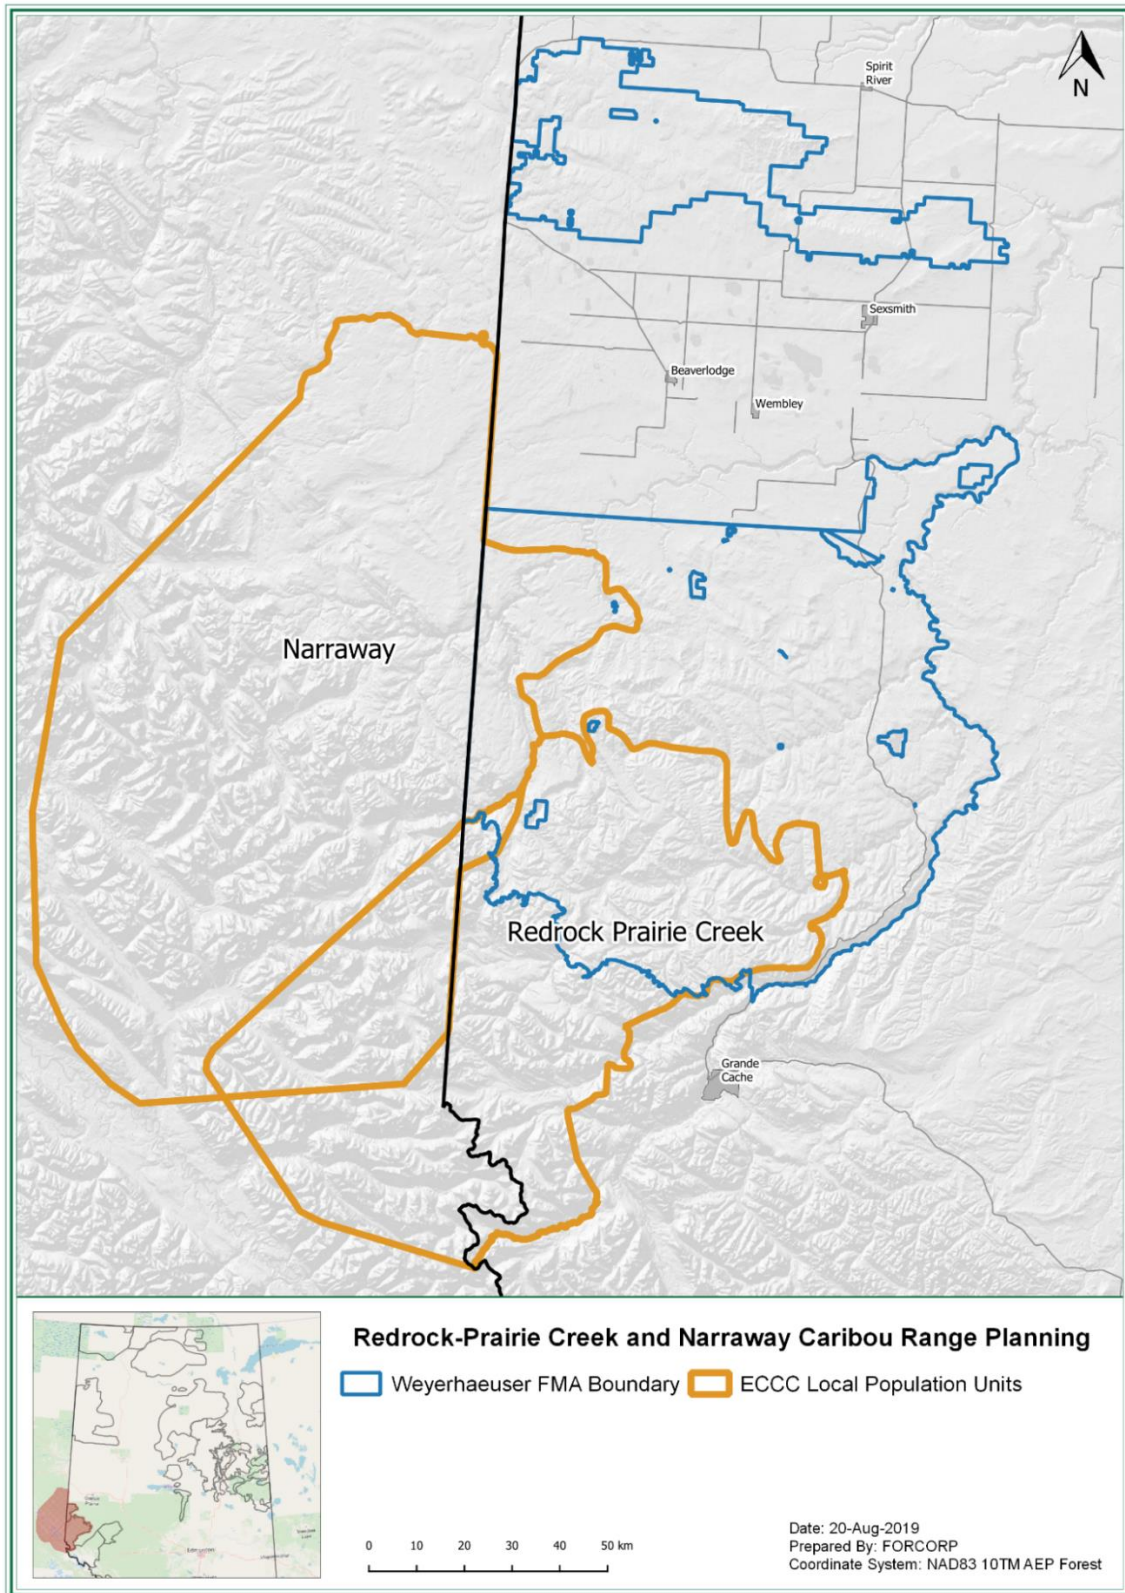 Spirit
River
N
Sexsmith
Beaverlodge
Wembley
Narraway
Redrock Prairie Creek
Grande
Cache
Redrock-Prairie Creek and Narraway Caribou Range Planning
Weyerhaeuser FMA Boundary ECCC Local Population Units
0 10 20 30 40 50 km
Date: 20-Aug-2019
Prepared By: FORCORP
Coordinate System: NAD83 10TM AEP Forest